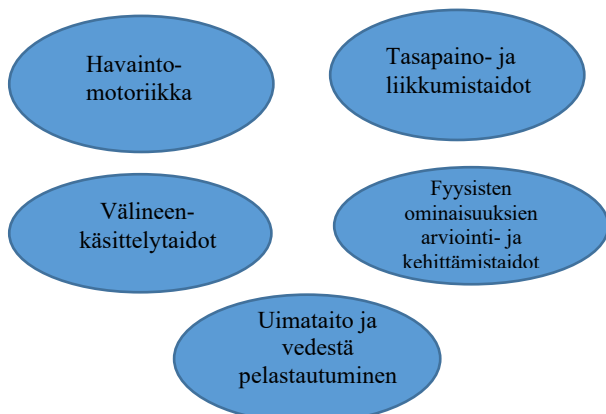 Havainto-
motoriikka
Tasapaino- ja
liikkumistaidot
Välineen-
käsittelytaidot
Fyysisten
ominaisuuksien
arviointi- ja
kehittämistaidot
Uimataito ja
vedestä
pelastautuminen